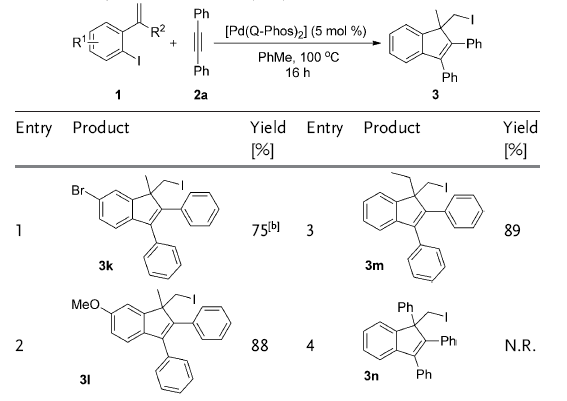 Ph
R¹
R²
I
+
Ph
[Pd(Q-Phos)₂] (5 mol %)
PhMe, 100 ºC
16 h
I
Ph
Ph
1
2a
3
Entry Product Yield [%] Entry Product Yield [%]
Br
I
1
75[b]
3k
I
3
89
3m
MeO
I
2
88
3l
Ph
I
Ph
Ph
4
N.R.
3n